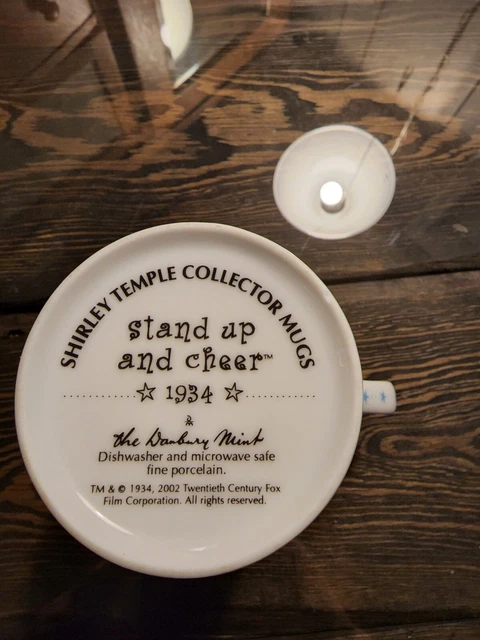 SHIRLEY TEMPLE COLLECTOR MUGS
stand up
and cheer™
☆ 1934 ☆
the Danbury Mint
Dishwasher and microwave safe
fine porcelain.
TM & © 1934, 2002 Twentieth Century Fox
Film Corporation. All rights reserved.